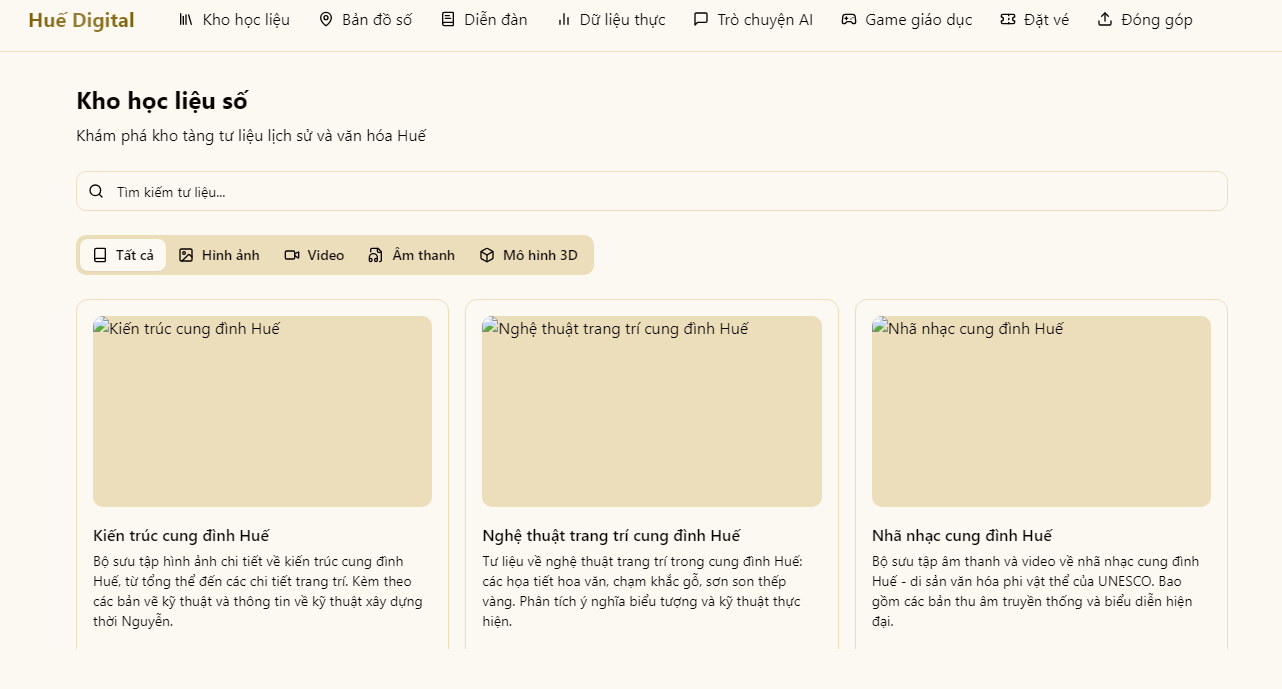 Huế Digital
Kho học liệu
Bản đồ số
Diễn đàn
Dữ liệu thực
Trò chuyện AI
Game giáo dục
Đặt vé
Đóng góp
Kho học liệu số
Khám phá kho tàng tư liệu lịch sử và văn hóa Huế
Tìm kiếm tư liệu...
Tất cả
Hình ảnh
Video
Âm thanh
Mô hình 3D
Kiến trúc cung đình Huế
Kiến trúc cung đình Huế
Bộ sưu tập hình ảnh chi tiết về kiến trúc cung đình
Huế, từ tổng thể đến các chi tiết trang trí. Kèm theo
các bản vẽ kỹ thuật và thông tin về kỹ thuật xây dựng
thời Nguyễn.
Nghệ thuật trang trí cung đình Huế
Nghệ thuật trang trí cung đình Huế
Tư liệu về nghệ thuật trang trí trong cung đình Huế:
các họa tiết hoa văn, chạm khắc gỗ, sơn son thếp
vàng. Phân tích ý nghĩa biểu tượng và kỹ thuật thực
hiện.
Nhã nhạc cung đình Huế
Nhã nhạc cung đình Huế
Bộ sưu tập âm thanh và video về nhã nhạc cung đình
Huế - di sản văn hóa phi vật thể của UNESCO. Bao
gồm các bản thu âm truyền thống và biểu diễn hiện
đại.